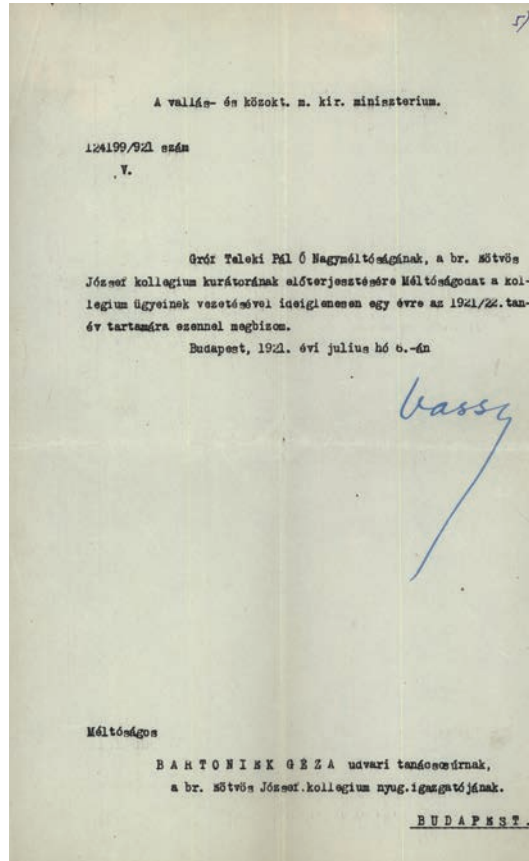 5)
A vallás- és közokt. m. kir. miniszterium.
124199/921 szám
V.
Gróf Teleki Pál Ő Nagyméltóságának, a br. Eötvös
József kollegium kurátorának előterjesztésére Méltóságodat a kol-
legium ügyeinek vezetésével ideiglenesen egy évre az 1921/22.tan-
év tartamára ezennel megbizom.
Budapest, 1921. évi julius hó 6.-án
Vassy
Méltóságos
BARTONIEK GÉZA udvari tanácsosúrnak,
a br. Eötvös József.kollegium nyug.igazgatójának.
BUDAPEST.